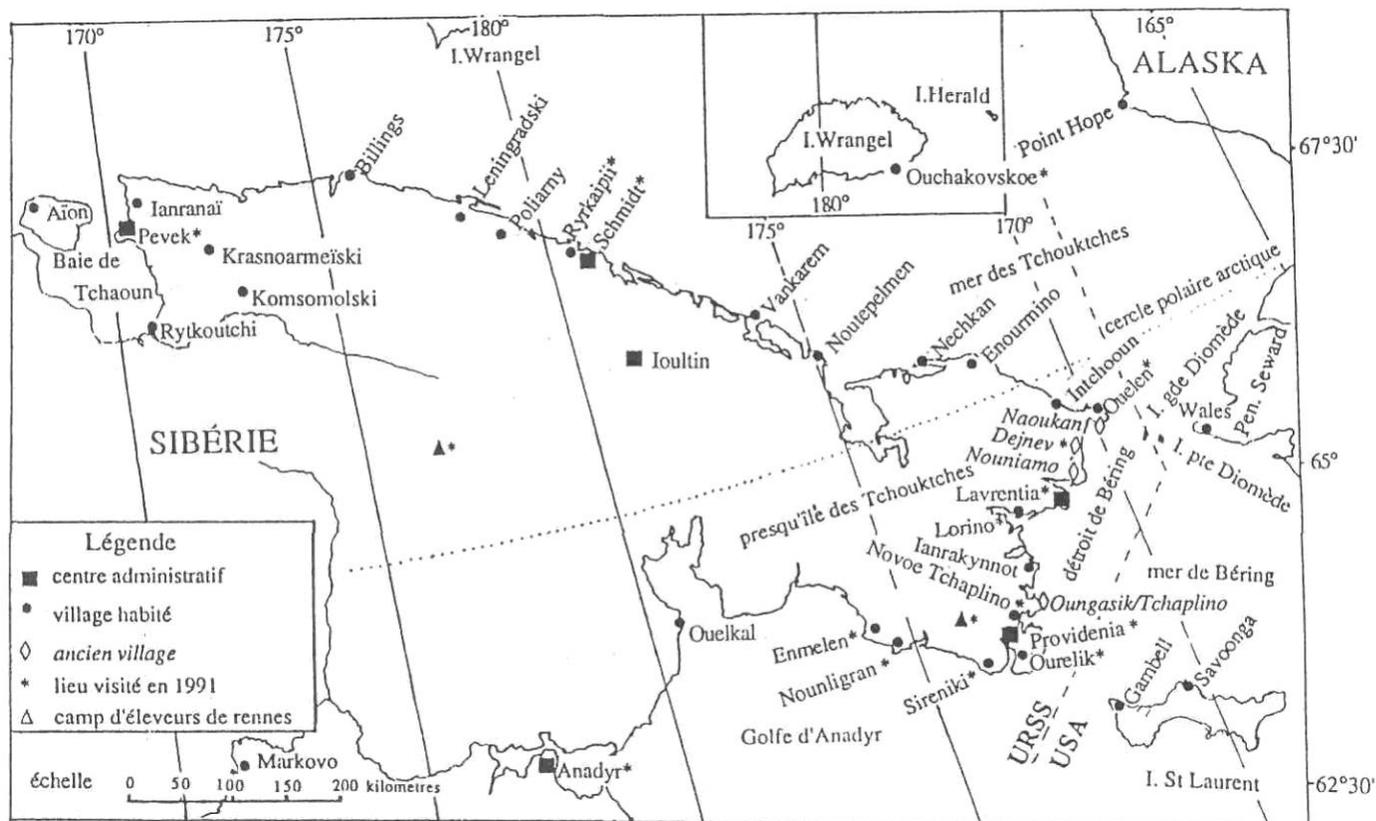 170°
175°
180°
165°
I.Wrangel
ALASKA
I.Herald
I.Wrangel
Ouchakovskoe*
180°
175°
170°
Point Hope
67°30'
Billings
Leningradski
Poliarny
Ryrkaipii*
Schmidt*
Aïon
Ianranaï
Pevek*
Baie de
Tchaoun
Krasnoarmeïski
Komsomolski
Rytkoutchi
Vankarem
Noutepelmen
Nechkan
Enourmino
mer des Tchouktches
cercle polaire arctique
Ioultin
Intchooun
Ouelen*
I. gde Diomède
Wales
Pen. Seward
I. pte Diomède
Naoukan
Dejnev *
Nouniamo
65°
SIBÉRIE
*
presqu'île des Tchouktches
Lavrentia*
Lorino*
Ianrakynnot
Novoe Tchaplino *
détroit de Béring
mer de Béring
Oungasik/Tchaplino
Légende
centre administratif
village habité
ancien village
* lieu visité en 1991
camp d'éleveurs de rennes
Ouelkal
Enmelen*
Nounligran *
*
Sireniki*
Providenia *
Ourelik*
Gambell
Savoonga
URSS
USA
Golfe d'Anadyr
I. St Laurent
Markovo
Anadyr*
échelle
0 50 100 150 200 kilometres
62°30'